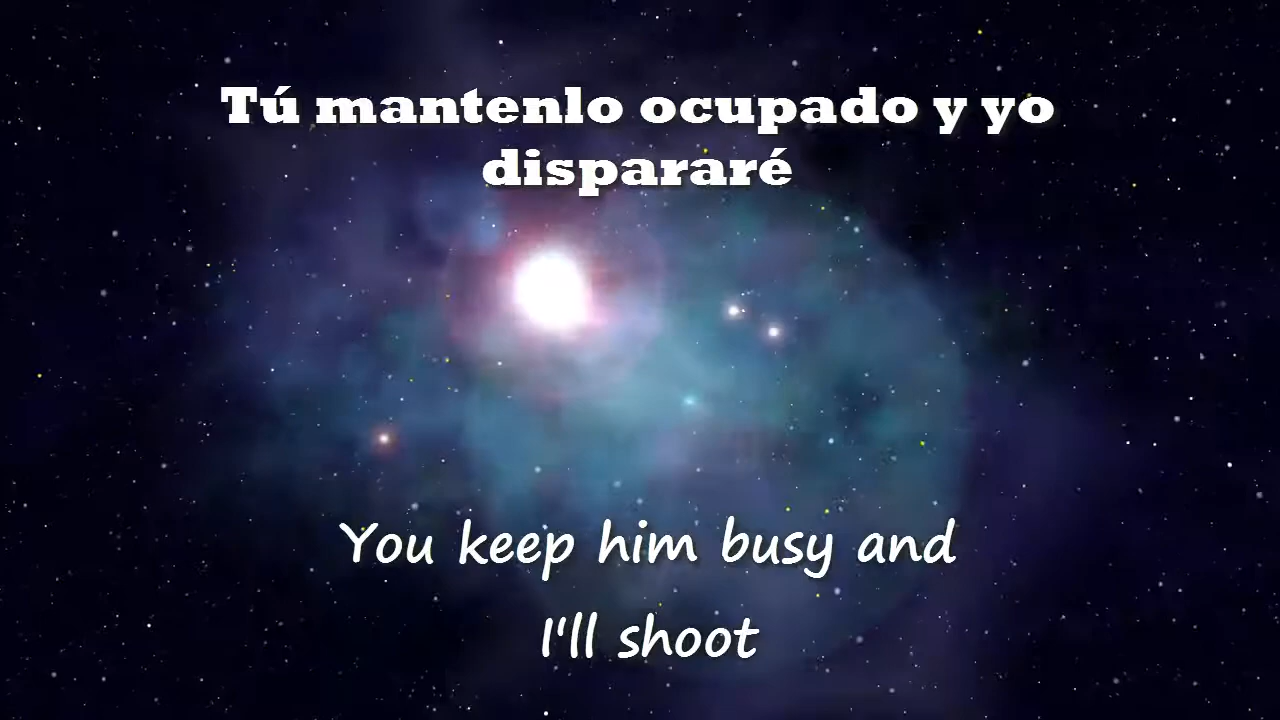 Tú mantenlo ocupado y yo
dispararé
You keep him busy and
I'll shoot